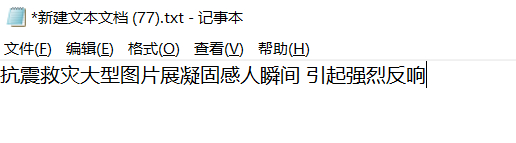 *新建文本文档 (77).txt - 记事本
文件(F) 编辑(E) 格式(O) 查看(V) 帮助(H)
抗震救灾大型图片展凝固感人瞬间 引起强烈反响